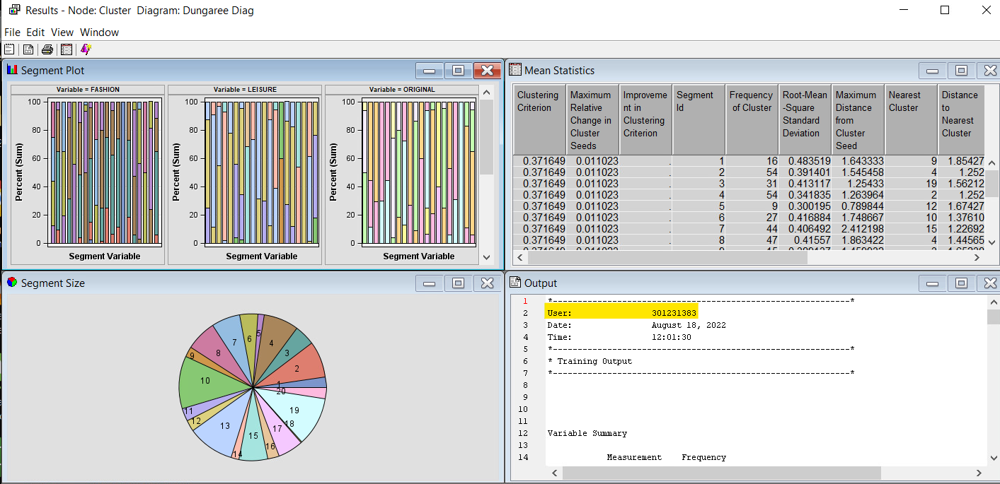 Results - Node: Cluster Diagram: Dungaree Diag
File Edit View Window
Segment Plot
Variable = FASHION
Variable = LEISURE
Variable = ORIGINAL
Percent (Sum)
100
80
60
40
20
0
Segment Variable
Percent (Sum)
100
80
60
40
20
0
Segment Variable
Percent (Sum)
100
80
60
40
20
0
Segment Variable
Mean Statistics
Clustering Criterion
Maximum Relative Change in Cluster Seeds
Improvement in Clustering Criterion
Segment Id
Frequency of Cluster
Root-Mean-Square Standard Deviation
Maximum Distance from Cluster Seed
Nearest Cluster
Distance to Nearest Cluster
0.371649 0.011023 . 1 16 0.483519 1.643333 9 1.85427
0.371649 0.011023 . 2 54 0.391401 1.545458 4 1.252
0.371649 0.011023 . 3 31 0.413117 1.25433 19 1.56212
0.371649 0.011023 . 4 54 0.341835 1.263964 2 1.252
0.371649 0.011023 . 5 9 0.300195 0.789844 12 1.67427
0.371649 0.011023 . 6 27 0.416884 1.748667 10 1.37610
0.371649 0.011023 . 7 44 0.406492 2.412198 15 1.22692
0.371649 0.011023 . 8 47 0.41557 1.863422 4 1.44565
Segment Size
1
2
3
4
5
6
7
8
9
10
11
12
13
14
15
16
17
18
19
20
Output
1 *------------------------------------------------------------*
2 User: 301231383
3 Date: August 18, 2022
4 Time: 12:01:30
5 *------------------------------------------------------------*
6 * Training Output
7 *------------------------------------------------------------*
8
9
10
11
12 Variable Summary
13
14 Measurement Frequency